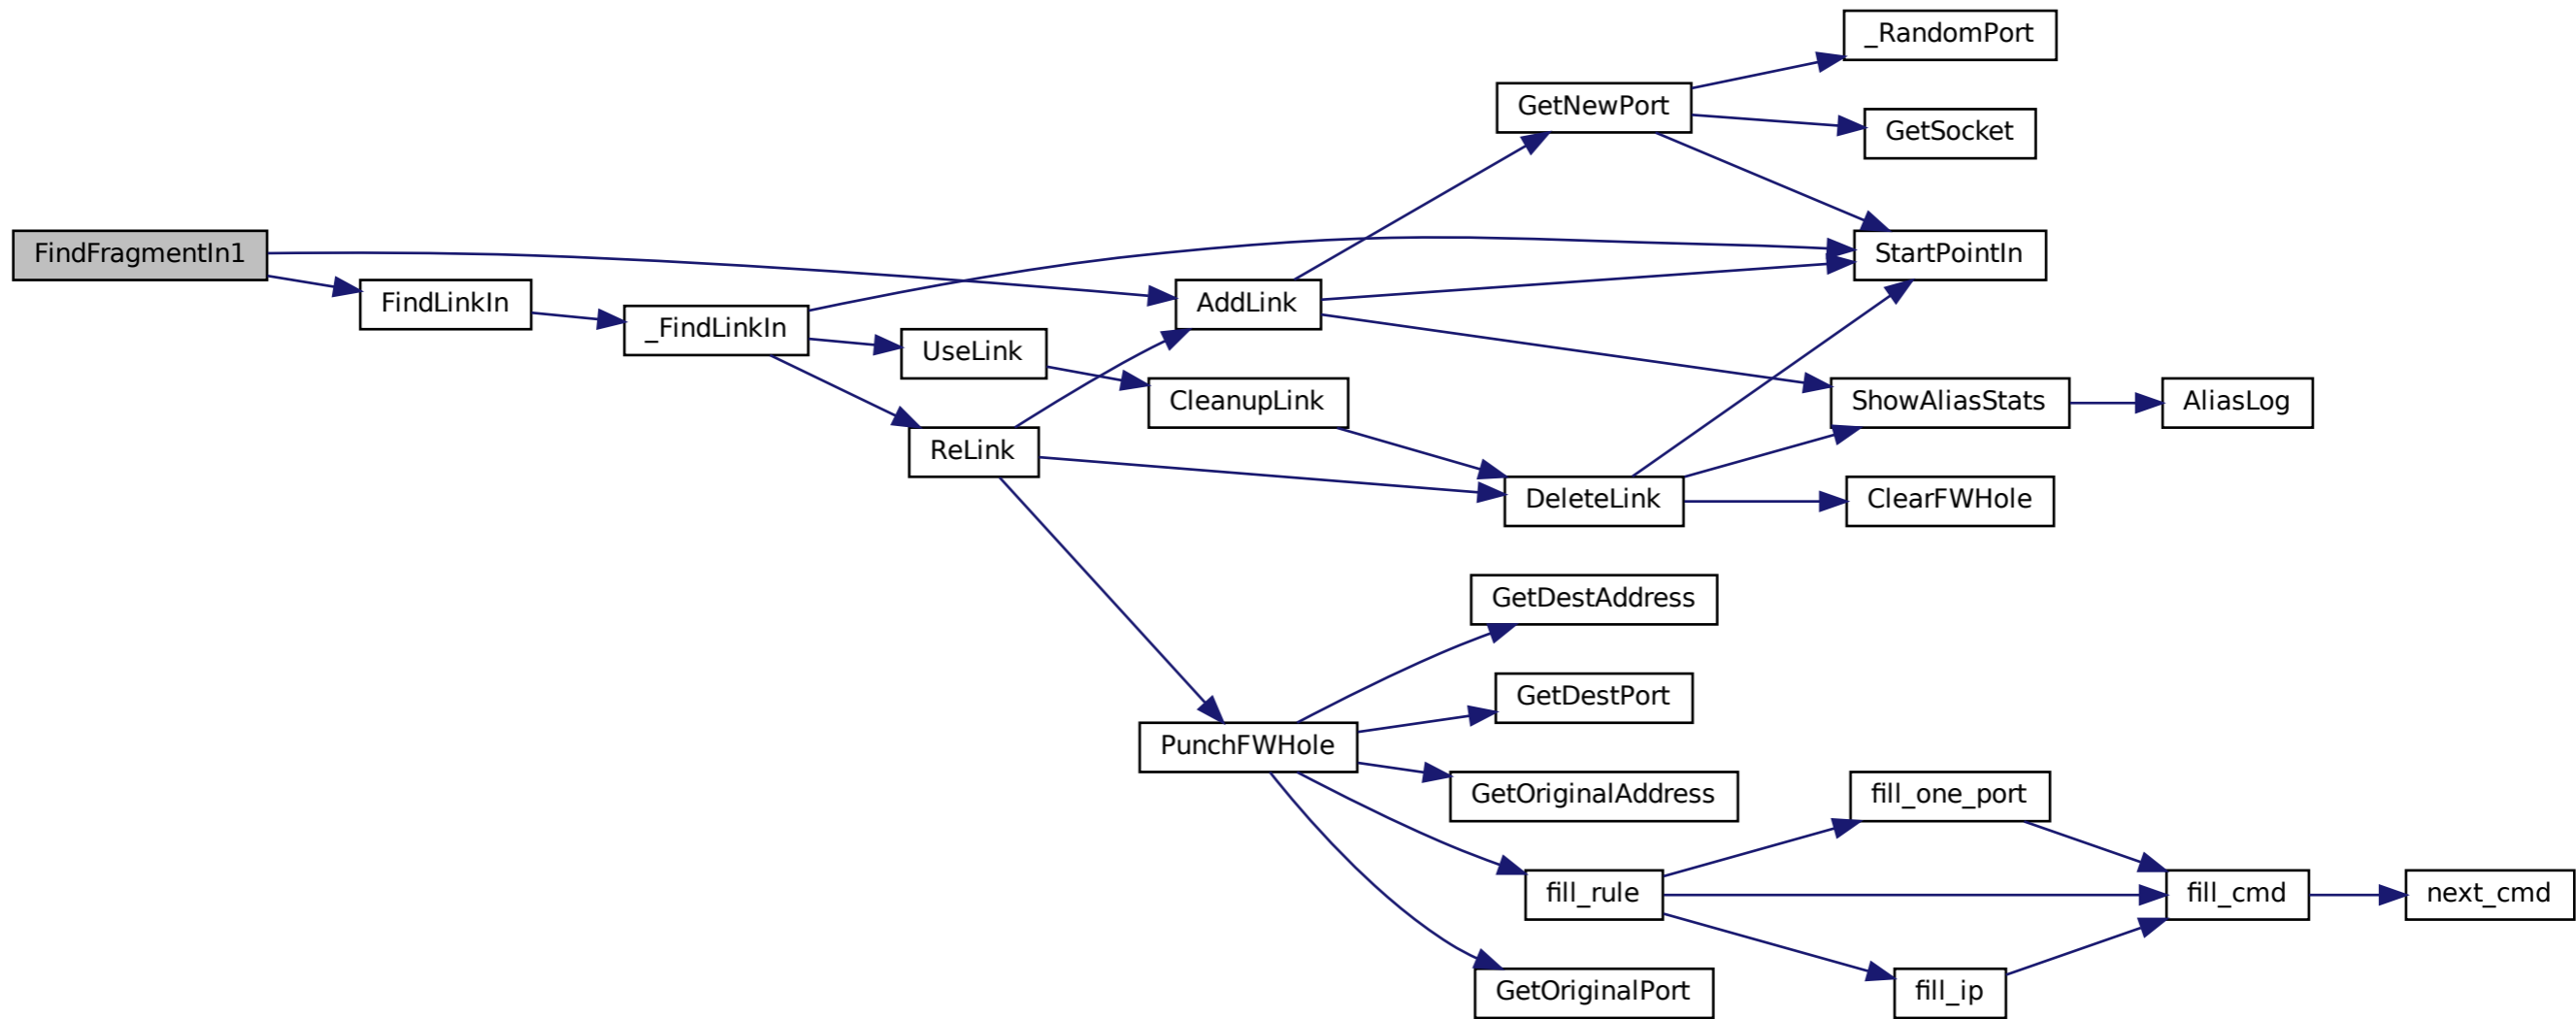 _RandomPort
GetNewPort
GetSocket
FindFragmentIn1
StartPointIn
FindLinkIn
AddLink
_FindLinkIn
UseLink
CleanupLink
ShowAliasStats
AliasLog
ReLink
DeleteLink
ClearFWHole
GetDestAddress
GetDestPort
PunchFWHole
GetOriginalAddress
fill_one_port
fill_rule
fill_cmd
next_cmd
GetOriginalPort
fill_ip